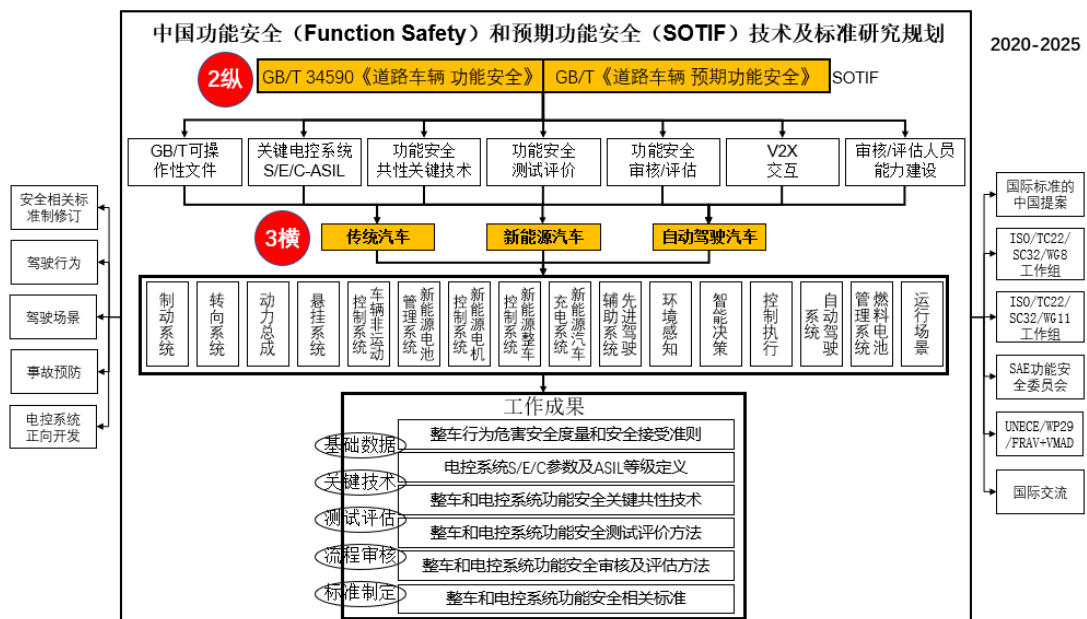 中国功能安全（Function Safety）和预期功能安全（SOTIF）技术及标准研究规划
2020-2025
2纵
GB/T 34590《道路车辆 功能安全》
GB/T《道路车辆 预期功能安全》
SOTIF
GB/T可操
作性文件
关键电控系统
S/E/C-ASIL
功能安全
共性关键技术
功能安全
测试评价
功能安全
审核/评估
V2X
交互
审核/评估人员
能力建设
3横
传统汽车
新能源汽车
自动驾驶汽车
安全相关标
准制修订
驾驶行为
驾驶场景
事故预防
电控系统
正向开发
制动系统
转向系统
动力总成
悬挂系统
车辆非运动
控制系统
新能源电池
管理系统
新能源电机
控制系统
新能源整车
控制系统
新能源汽车
充电系统
先进驾驶
辅助系统
环境感知
智能决策
控制执行
自动驾驶
系统
燃料电池
管理系统
运行场景
国际标准的
中国提案
ISO/TC22/
SC32/WG8
工作组
ISO/TC22/
SC32/WG11
工作组
SAE功能安
全委员会
UNECE/WP29
/FRAV+VMAD
国际交流
工作成果
基础数据
关键技术
测试评估
流程审核
标准制定
整车行为危害安全度量和安全接受准则
电控系统S/E/C参数及ASIL等级定义
整车和电控系统功能安全关键共性技术
整车和电控系统功能安全测试评价方法
整车和电控系统功能安全审核及评估方法
整车和电控系统功能安全相关标准